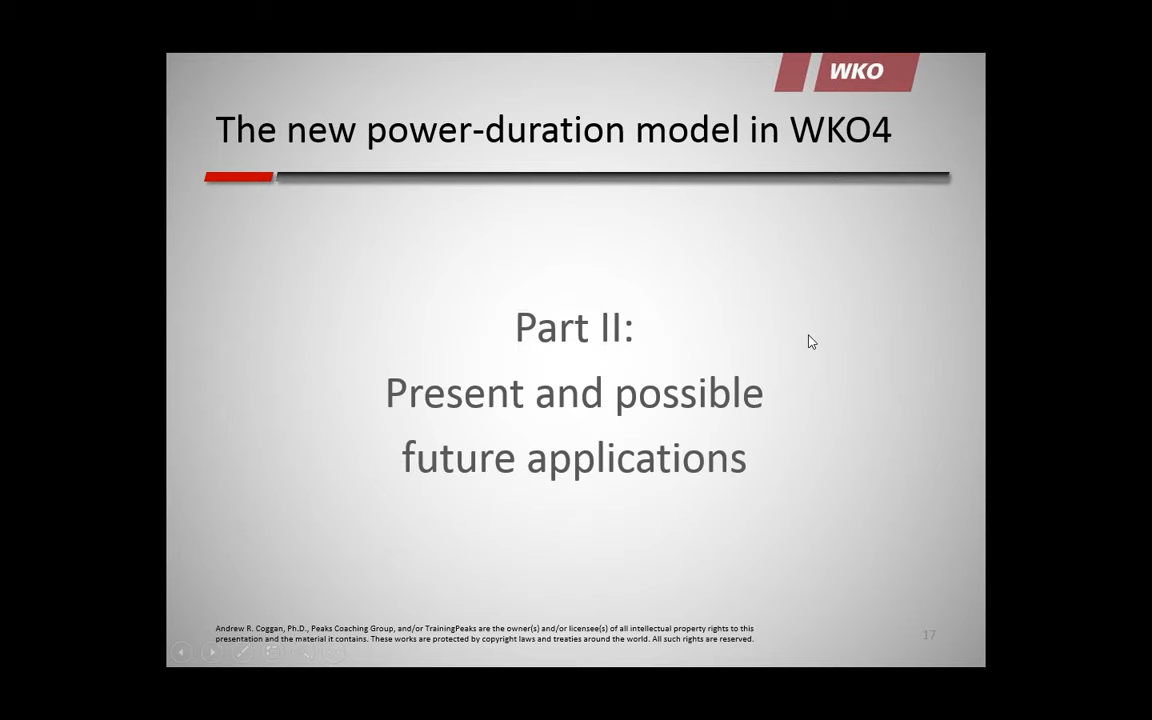 WKO
The new power-duration model in WKO4
Part II:
Present and possible
future applications
Andrew R. Coggan, Ph.D., Peaks Coaching Group, and/or TrainingPeaks are the owner(s) and/or licensee(s) of all intellectual property rights to this
presentation and the material it contains. These works are protected by copyright laws and treaties around the world. All such rights are reserved.
17